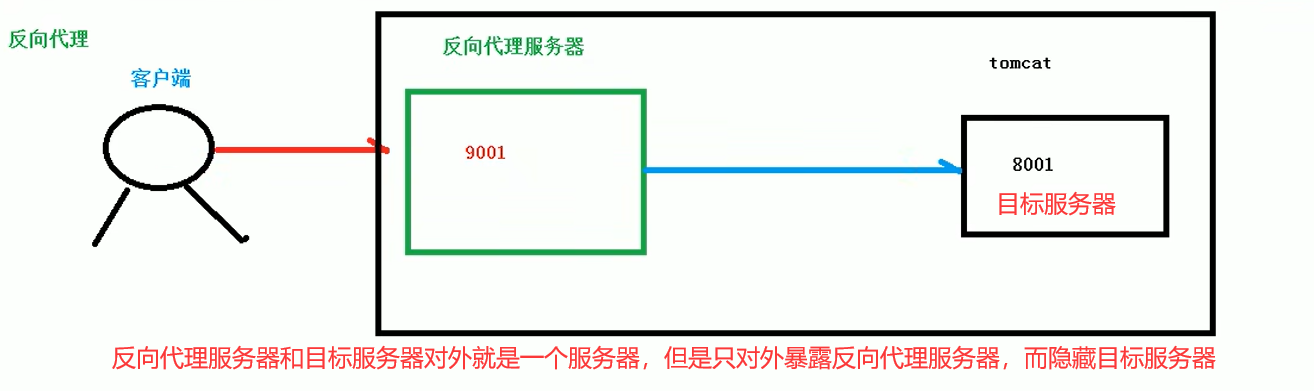 反向代理
客户端
反向代理服务器
9001
tomcat
8001
目标服务器
反向代理服务器和目标服务器对外就是一个服务器，但是只对外暴露反向代理服务器，而隐藏目标服务器